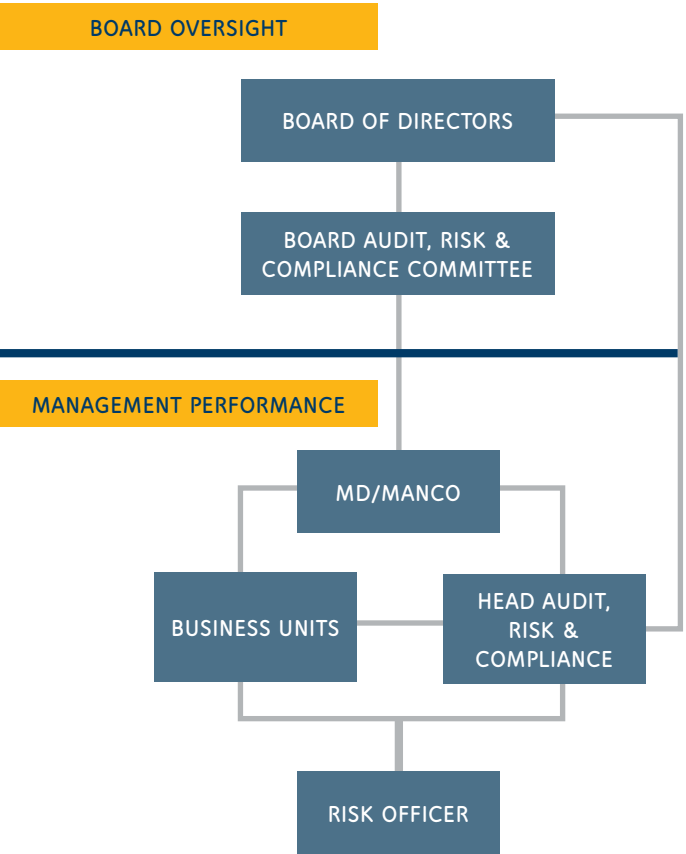 BOARD OVERSIGHT
BOARD OF DIRECTORS
BOARD AUDIT, RISK &
COMPLIANCE COMMITTEE
MANAGEMENT PERFORMANCE
MD/MANCO
BUSINESS UNITS
HEAD AUDIT,
RISK &
COMPLIANCE
RISK OFFICER